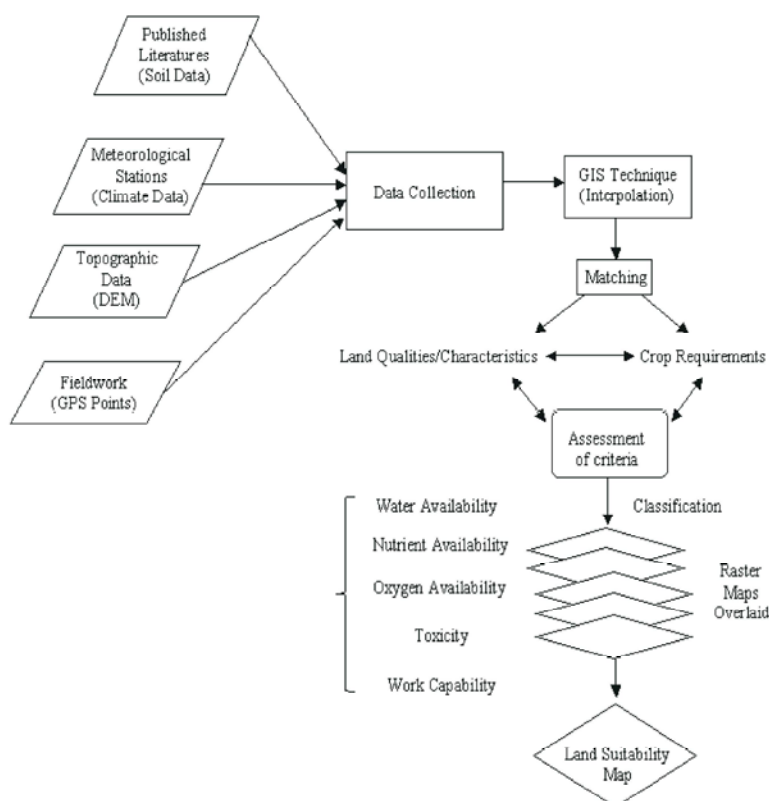 Published
Literatures
(Soil Data)
Meteorological
Stations
(Climate Data)
Topographic
Data
(DEM)
Fieldwork
(GPS Points)
Data Collection
GIS Technique
(Interpolation)
Matching
Land Qualities/Characteristics
Crop Requirements
Assessment
of criteria
Classification
Water Availability
Nutrient Availability
Oxygen Availability
Toxicity
Work Capability
Raster
Maps
Overlaid
Land Suitability
Map